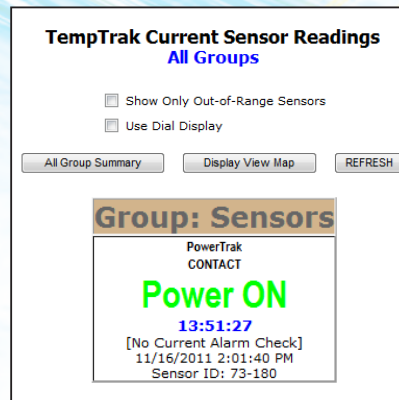 TempTrak Current Sensor Readings
All Groups
Show Only Out-of-Range Sensors
Use Dial Display
All Group Summary Display View Map REFRESH
Group: Sensors
PowerTrak
CONTACT
Power ON
13:51:27
[No Current Alarm Check]
11/16/2011 2:01:40 PM
Sensor ID: 73-180